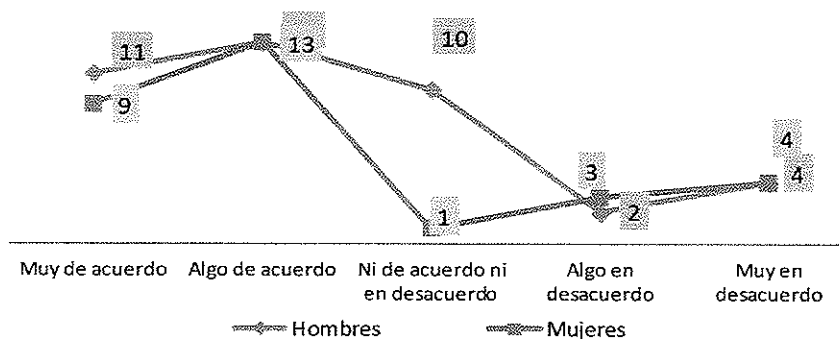 11
13
10
9
1
3
2
4
4
Muy de acuerdo
Algo de acuerdo
Ni de acuerdo ni
en desacuerdo
Algo en
desacuerdo
Muy en
desacuerdo
Hombres
Mujeres